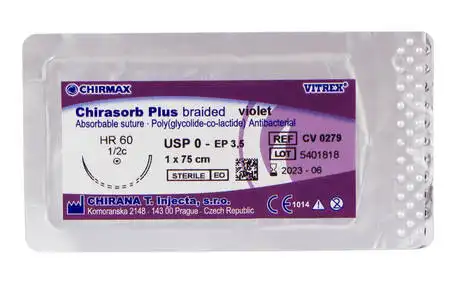 CHIRMAX
VITREX
Chirasorb Plus braided violet
Absorbable suture - Poly(glycolide-co-lactide) Antibacterial
HR 60
1/2c
USP 0 - EP 3,5
1 x 75 cm
STERILE EO
REF CV 0279
LOT 5401818
2023 - 06
CHIRANA T. Injecta, s.r.o.
Komoranska 2148 - 143 00 Prague - Czech Republic
CE 1014